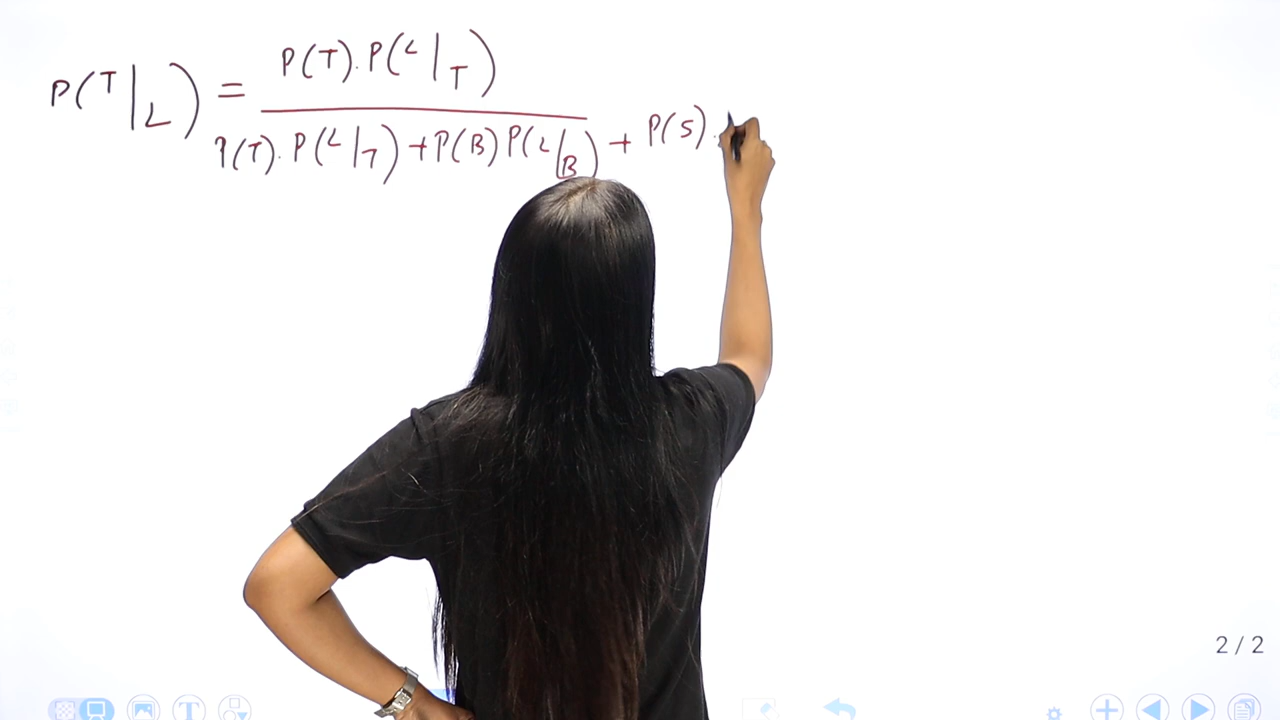 P(T|L) = P(T). P(L|T)
P(T). P(L|T) + P(B) P(L|B) + P(S).
2 / 2